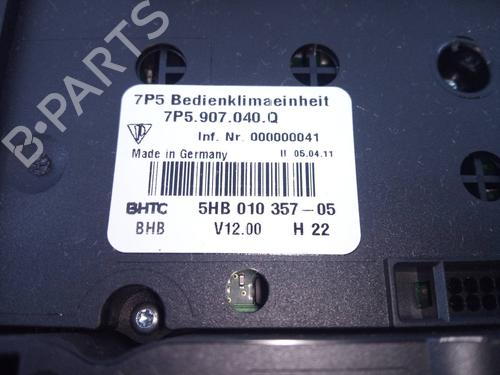 B-PARTS
7P5 Bedienklimaeinheit
7P5.907.040.Q
Inf. Nr. 000000041
Made in Germany II 05.04.11
BHTC 5HB 010 357-05
BHB V12.00 H 22